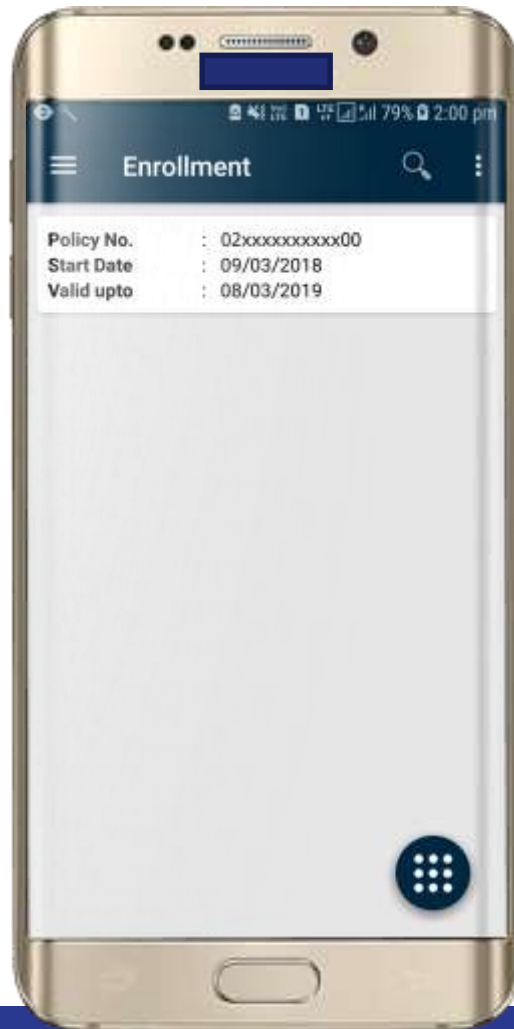 79% 2:00 pm
Enrollment
Policy No. : 02xxxxxxxxxx00
Start Date : 09/03/2018
Valid upto : 08/03/2019